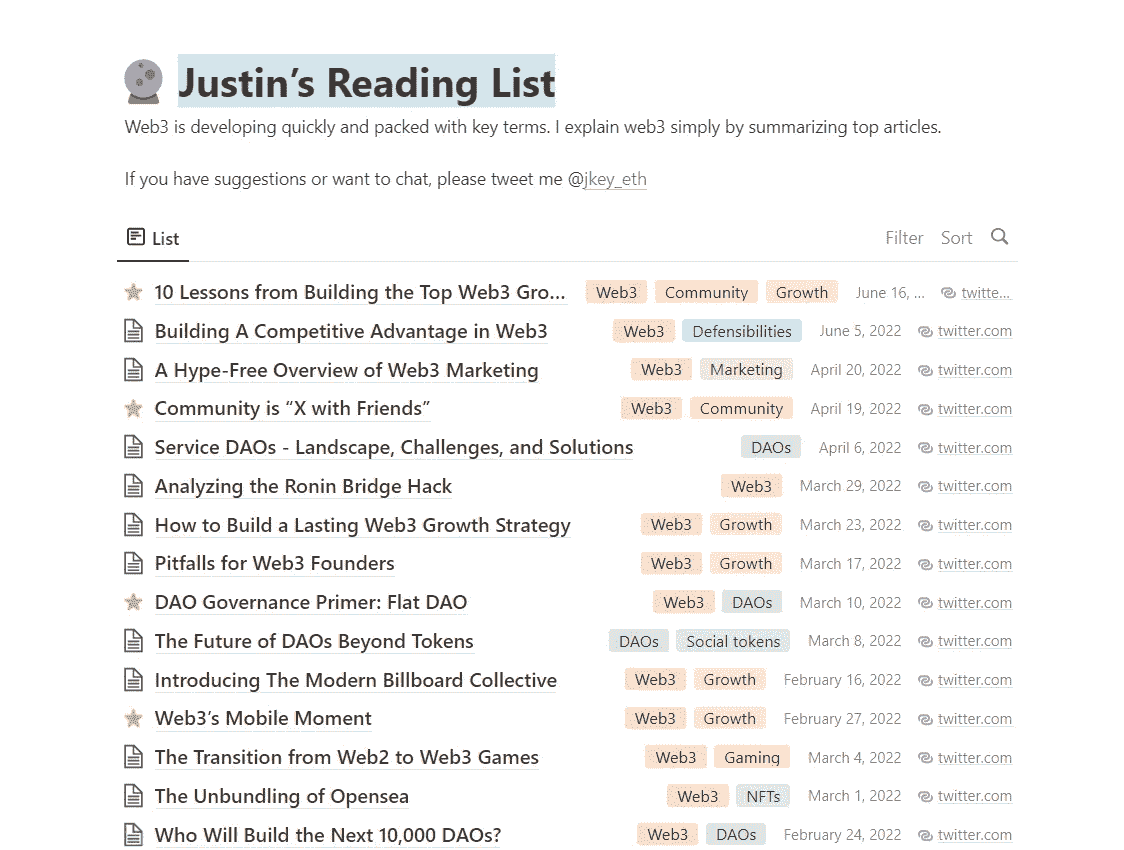 Justin’s Reading List
Web3 is developing quickly and packed with key terms. I explain web3 simply by summarizing top articles.
If you have suggestions or want to chat, please tweet me @jkey_eth
List Filter Sort
10 Lessons from Building the Top Web3 Gro... Web3 Community Growth June 16, ... twitte...
Building A Competitive Advantage in Web3 Web3 Defensibilities June 5, 2022 twitter.com
A Hype-Free Overview of Web3 Marketing Web3 Marketing April 20, 2022 twitter.com
Community is “X with Friends” Web3 Community April 19, 2022 twitter.com
Service DAOs - Landscape, Challenges, and Solutions DAOs April 6, 2022 twitter.com
Analyzing the Ronin Bridge Hack Web3 March 29, 2022 twitter.com
How to Build a Lasting Web3 Growth Strategy Web3 Growth March 23, 2022 twitter.com
Pitfalls for Web3 Founders Web3 Growth March 17, 2022 twitter.com
DAO Governance Primer: Flat DAO Web3 DAOs March 10, 2022 twitter.com
The Future of DAOs Beyond Tokens DAOs Social tokens March 8, 2022 twitter.com
Introducing The Modern Billboard Collective Web3 Growth February 16, 2022 twitter.com
Web3’s Mobile Moment Web3 Growth February 27, 2022 twitter.com
The Transition from Web2 to Web3 Games Web3 Gaming March 4, 2022 twitter.com
The Unbundling of Opensea Web3 NFTs March 1, 2022 twitter.com
Who Will Build the Next 10,000 DAOs? Web3 DAOs February 24, 2022 twitter.com